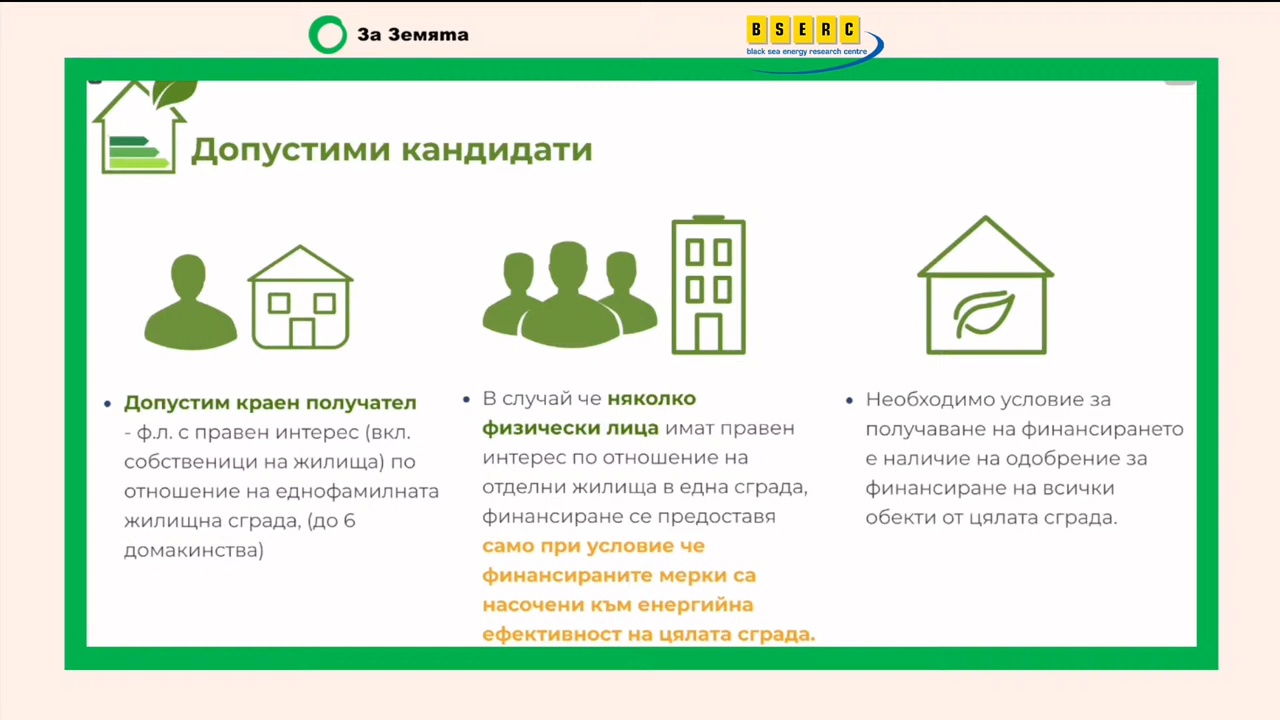 За Земята
BSERC
black sea energy research centre
Допустими кандидати
• Допустим краен получател
- ф.л. с правен интерес (вкл.
собственици на жилища) по
отношение на еднофамилната
жилищна сграда, (до 6
домакинства)
• В случай че няколко
физически лица имат правен
интерес по отношение на
отделни жилища в една сграда,
финансиране се предоставя
само при условие че
финансираните мерки са
насочени към енергийна
ефективност на цялата сграда.
• Необходимо условие за
получаване на финансирането
е наличие на одобрение за
финансиране на всички
обекти от цялата сграда.